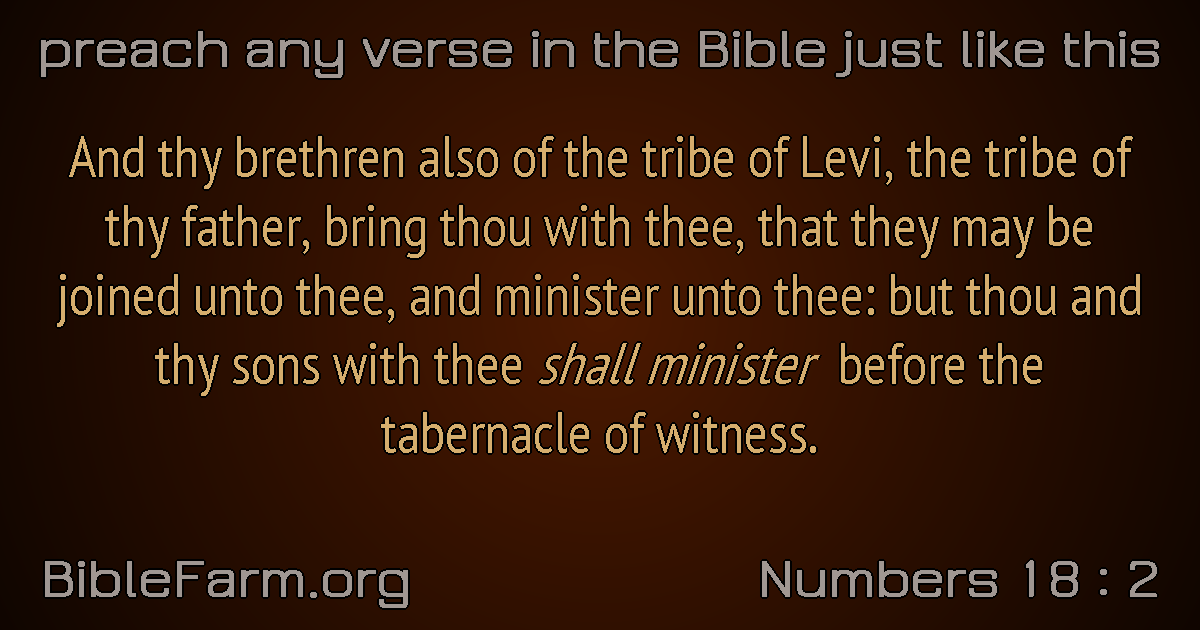 preach any verse in the Bible just like this
And thy brethren also of the tribe of Levi, the tribe of
thy father, bring thou with thee, that they may be
joined unto thee, and minister unto thee: but thou and
thy sons with thee shall minister before the
tabernacle of witness.
BibleFarm.org
Numbers 18 : 2